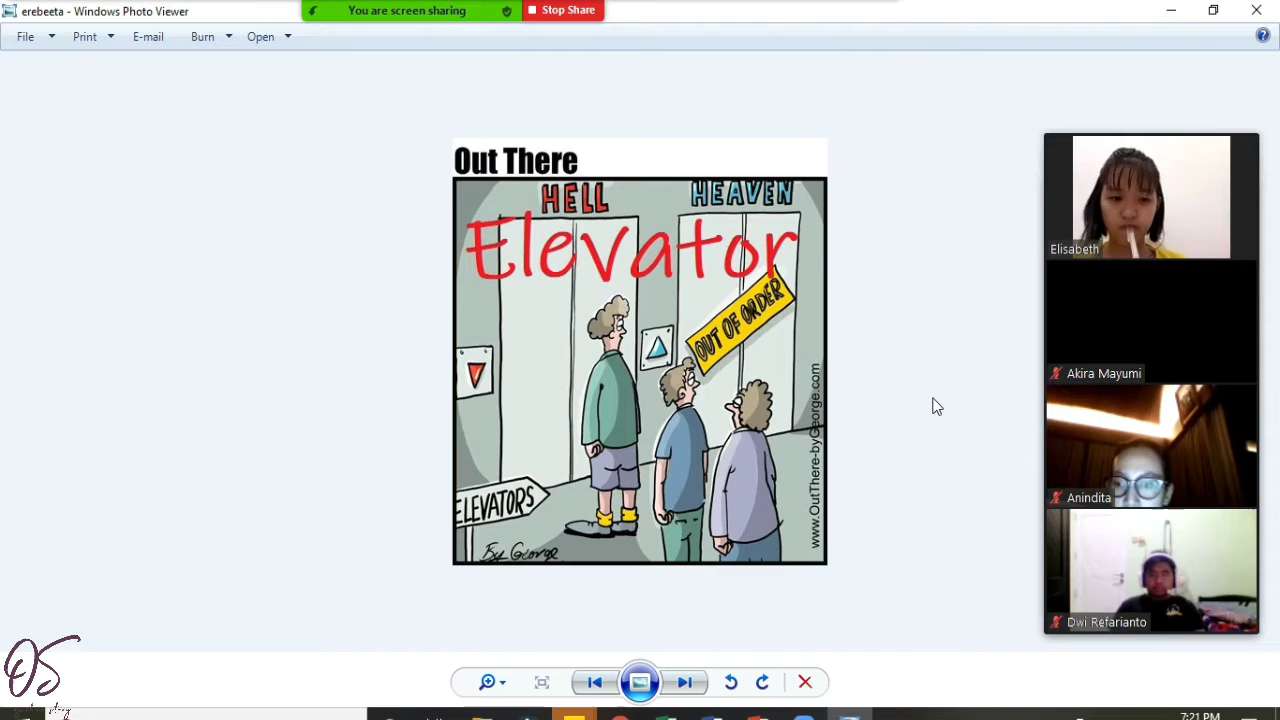 erebeeta - Windows Photo Viewer
You are screen sharing
Stop Share
File
Print
E-mail
Burn
Open
Out There
HELL
HEAVEN
Elevator
OUT OF ORDER
ELEVATORS
By George
www.OutThere-byGeorge.com
Elisabeth
Akira Mayumi
Anindita
Dwi Refarianto
OS
7:21 PM